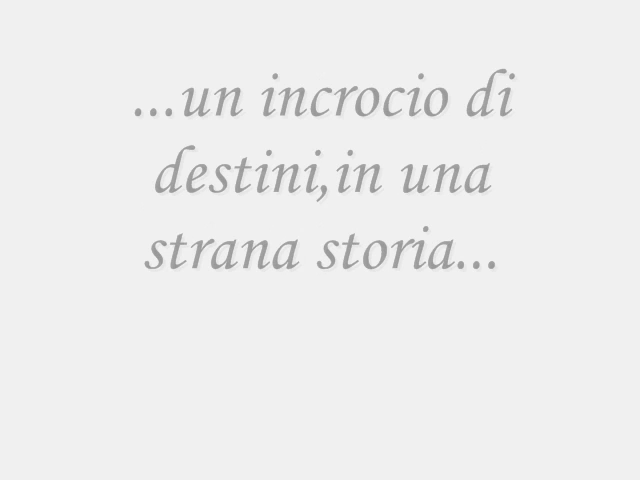 ...un incrocio di
destini,in una
strana storia...